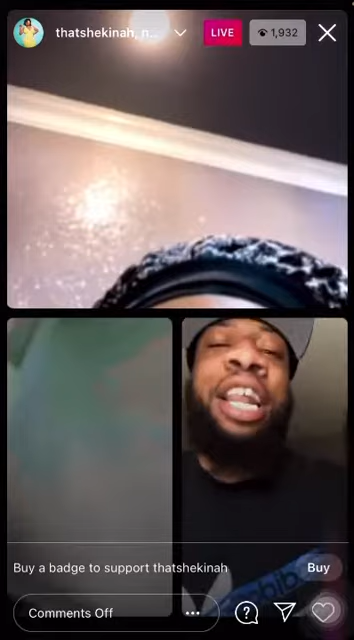 thatshekinah, n...
LIVE
1,932
Buy a badge to support thatshekinah
Buy
Comments Off